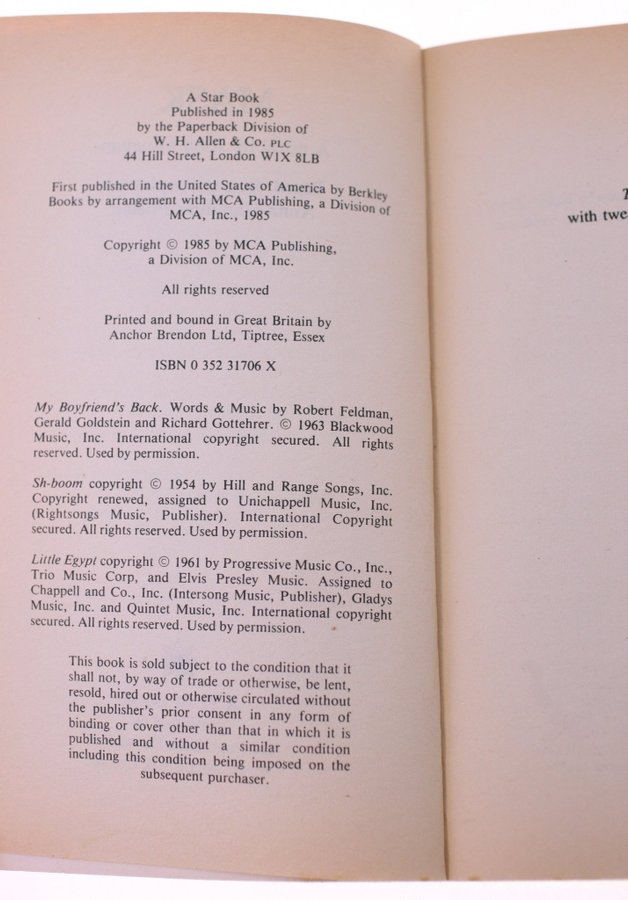 A Star Book
Published in 1985
by the Paperback Division of
W. H. Allen & Co. PLC
44 Hill Street, London W1X 8LB
First published in the United States of America by Berkley
Books by arrangement with MCA Publishing, a Division of
MCA, Inc., 1985
Copyright © 1985 by MCA Publishing,
a Division of MCA, Inc.
All rights reserved
Printed and bound in Great Britain by
Anchor Brendon Ltd, Tiptree, Essex
ISBN 0 352 31706 X
My Boyfriend's Back. Words & Music by Robert Feldman,
Gerald Goldstein and Richard Gottehrer. © 1963 Blackwood
Music, Inc. International copyright secured. All rights
reserved. Used by permission.
Sh-boom copyright © 1954 by Hill and Range Songs, Inc.
Copyright renewed, assigned to Unichappell Music, Inc.
(Rightsongs Music, Publisher). International Copyright
secured. All rights reserved. Used by permission.
Little Egypt copyright © 1961 by Progressive Music Co., Inc.,
Trio Music Corp, and Elvis Presley Music. Assigned to
Chappell and Co., Inc. (Intersong Music, Publisher), Gladys
Music, Inc. and Quintet Music, Inc. International copyright
secured. All rights reserved. Used by permission.
This book is sold subject to the condition that it
shall not, by way of trade or otherwise, be lent,
resold, hired out or otherwise circulated without
the publisher's prior consent in any form of
binding or cover other than that in which it is
published and without a similar condition
including this condition being imposed on the
subsequent purchaser.
T
with twe